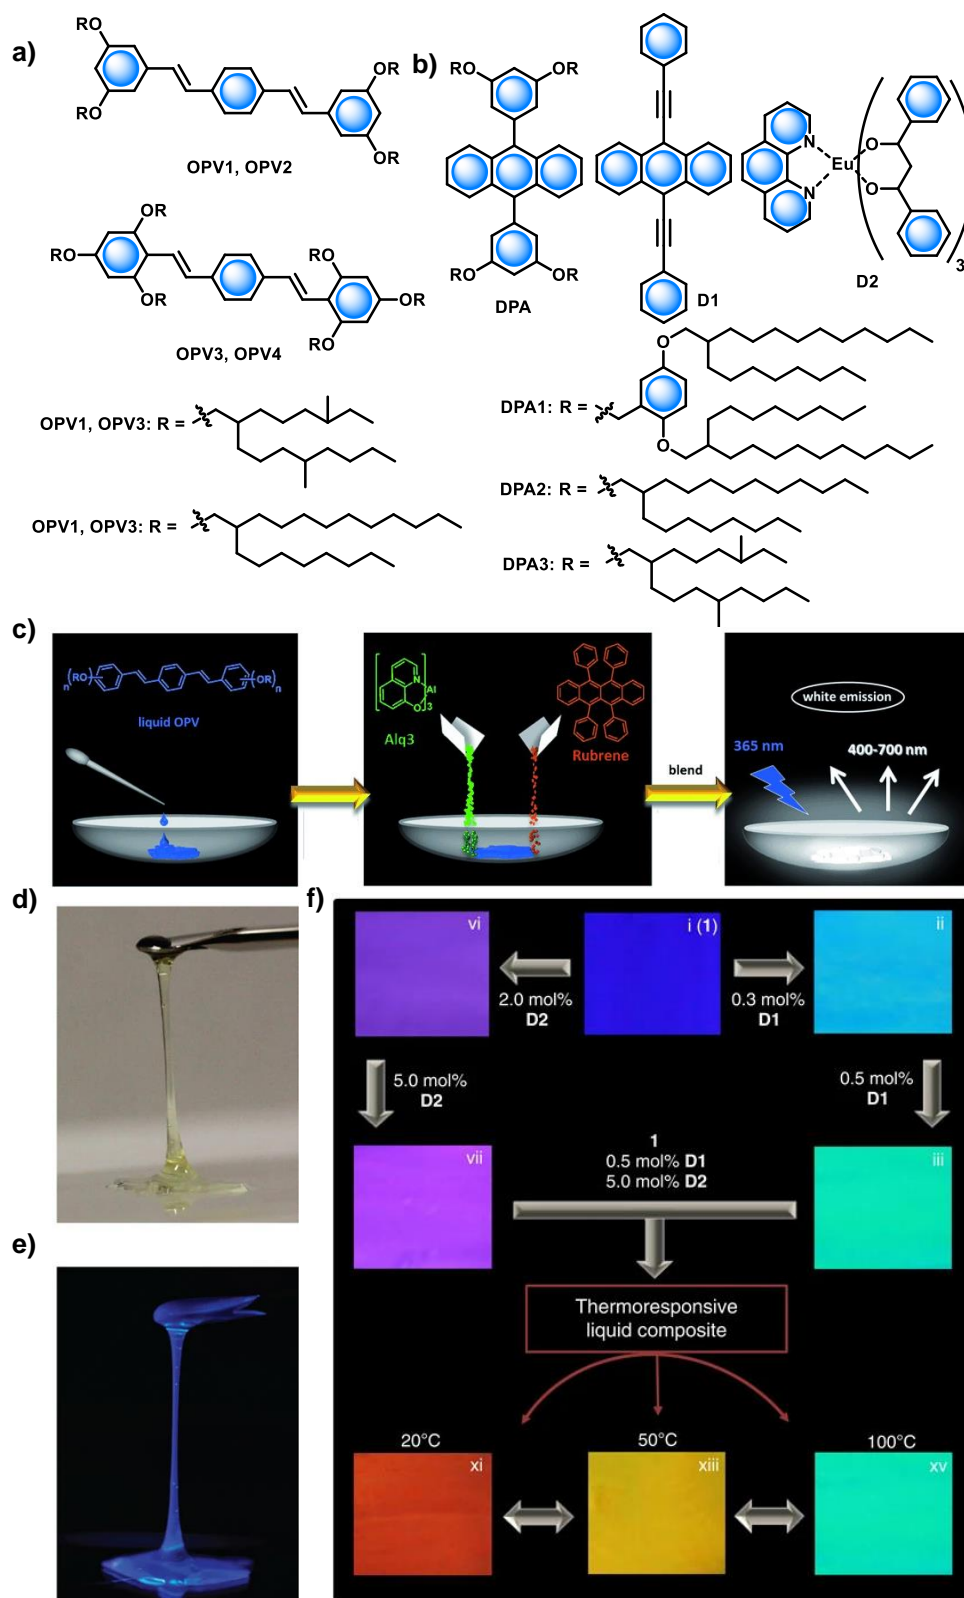 a)
RO
OR
RO
OR
OPV1, OPV2
OR
RO
OR
OR
OR
RO
OPV3, OPV4
OPV1, OPV3: R =
OPV1, OPV3: R =
b)
RO
OR
RO
OR
DPA
D1
N
N
Eu
O
O
3
D2
DPA1: R =
O
O
DPA2: R =
DPA3: R =
c)
n(RO
OR)n
liquid OPV
N
Al
O
3
Alq3
Rubrene
blend
white emission
365 nm
400-700 nm
d)
e)
f)
vi
i (1)
ii
2.0 mol%
D2
0.3 mol%
D1
5.0 mol%
D2
0.5 mol%
D1
vii
1
0.5 mol% D1
5.0 mol% D2
iii
Thermoresponsive
liquid composite
20°C
50°C
100°C
xi
xiii
xv